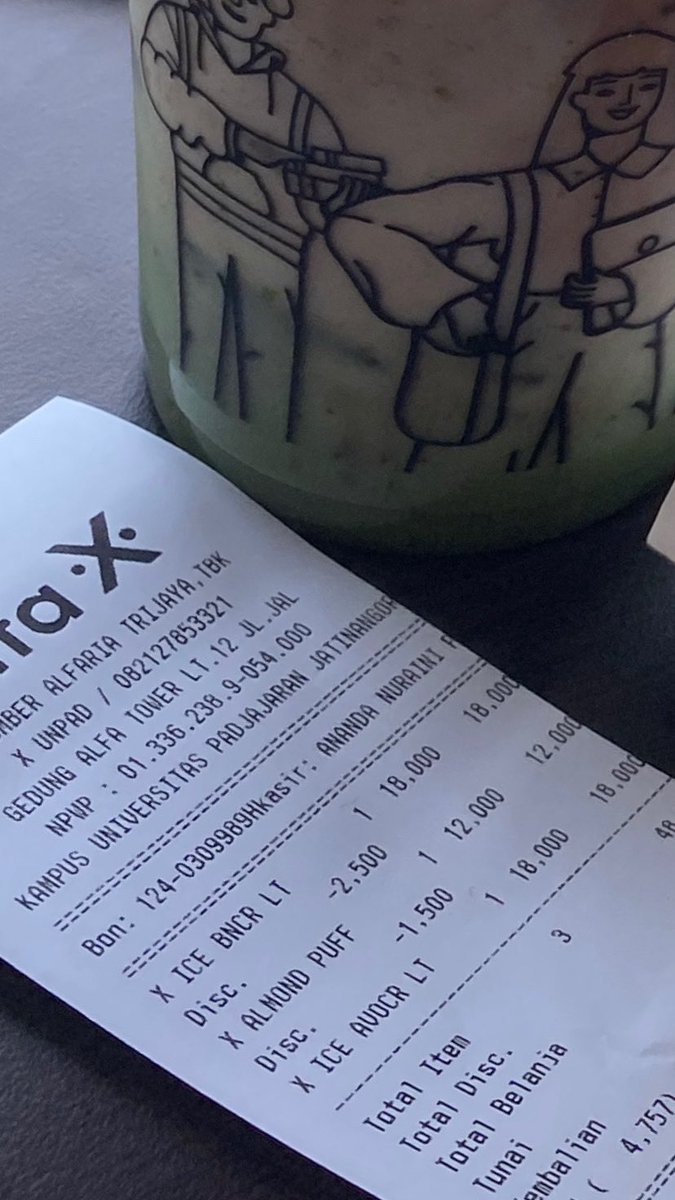 X
ALFARIA TRIJAYA,TBK
X UNPAD / 082127853321
GEDUNG ALFA TOWER LT.12 JL.JAL
NPWP : 01.336.238.9-054.000
KAMPUS UNIVERSITAS PADJAJARAN JATINANGOR
Bon: 124-0309989Hkasir: ANANDA NURAINI
X ICE BNCR LT 1 18,000 18,000
Disc. -2,500
X ALMOND PUFF 1 12,000 12,000
Disc. -1,500
X ICE AVOCR LT 1 18,000 18,000
Total Item 3
Total Disc.
Total Belanja
Tunai
4,757)